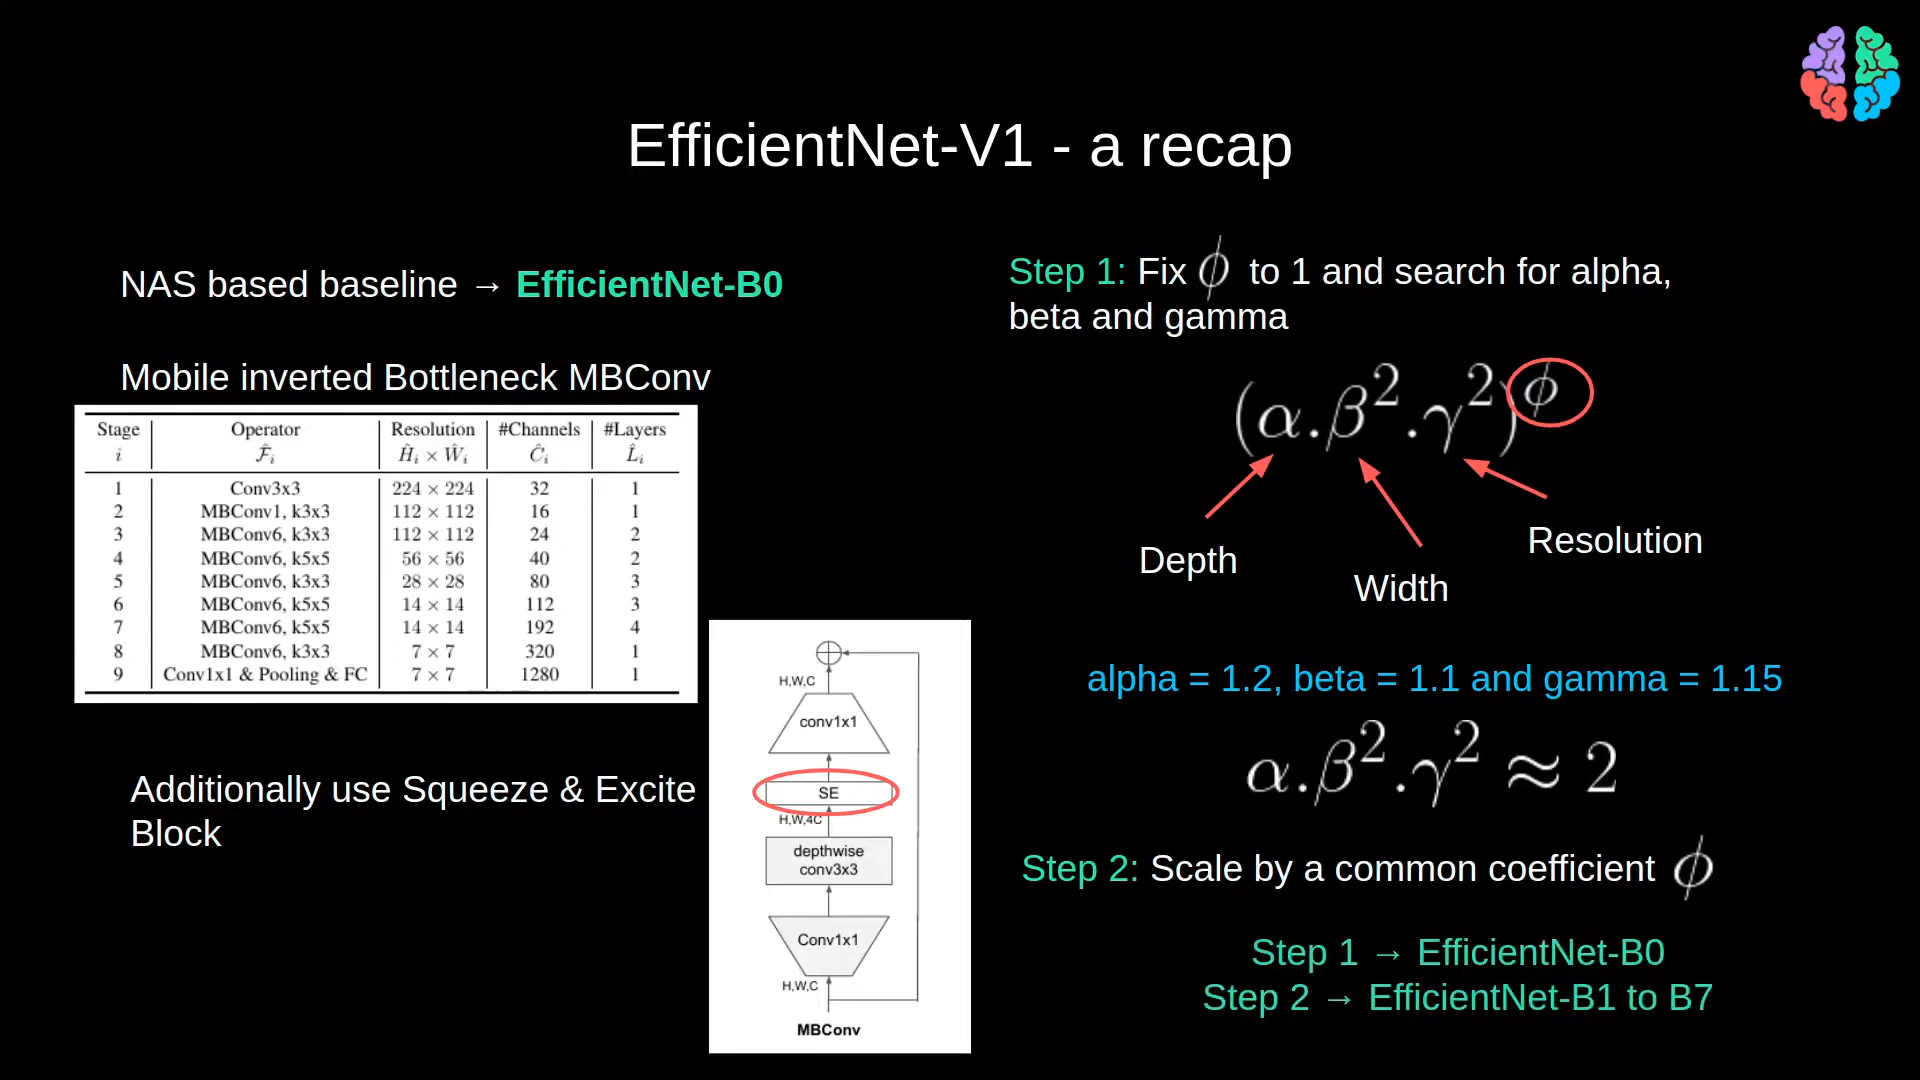 EfficientNet-V1 - a recap
NAS based baseline → EfficientNet-B0
Mobile inverted Bottleneck MBConv
Stage Operator Resolution #Channels #Layers
i F̂ᵢ Ĥᵢ × Ŵᵢ Ĉᵢ L̂ᵢ
1 Conv3x3 224 × 224 32 1
2 MBConv1, k3x3 112 × 112 16 1
3 MBConv6, k3x3 112 × 112 24 2
4 MBConv6, k5x5 56 × 56 40 2
5 MBConv6, k3x3 28 × 28 80 3
6 MBConv6, k5x5 14 × 14 112 3
7 MBConv6, k5x5 14 × 14 192 4
8 MBConv6, k3x3 7 × 7 320 1
9 Conv1x1 & Pooling & FC 7 × 7 1280 1
Additionally use Squeeze & Excite
Block
H,W,C
conv1x1
SE
H,W,4C
depthwise
conv3x3
Conv1x1
H,W,C
MBConv
Step 1: Fix ϕ to 1 and search for alpha,
beta and gamma
(α.β².γ²)^ϕ
Depth
Width
Resolution
alpha = 1.2, beta = 1.1 and gamma = 1.15
α.β².γ² ≈ 2
Step 2: Scale by a common coefficient ϕ
Step 1 → EfficientNet-B0
Step 2 → EfficientNet-B1 to B7